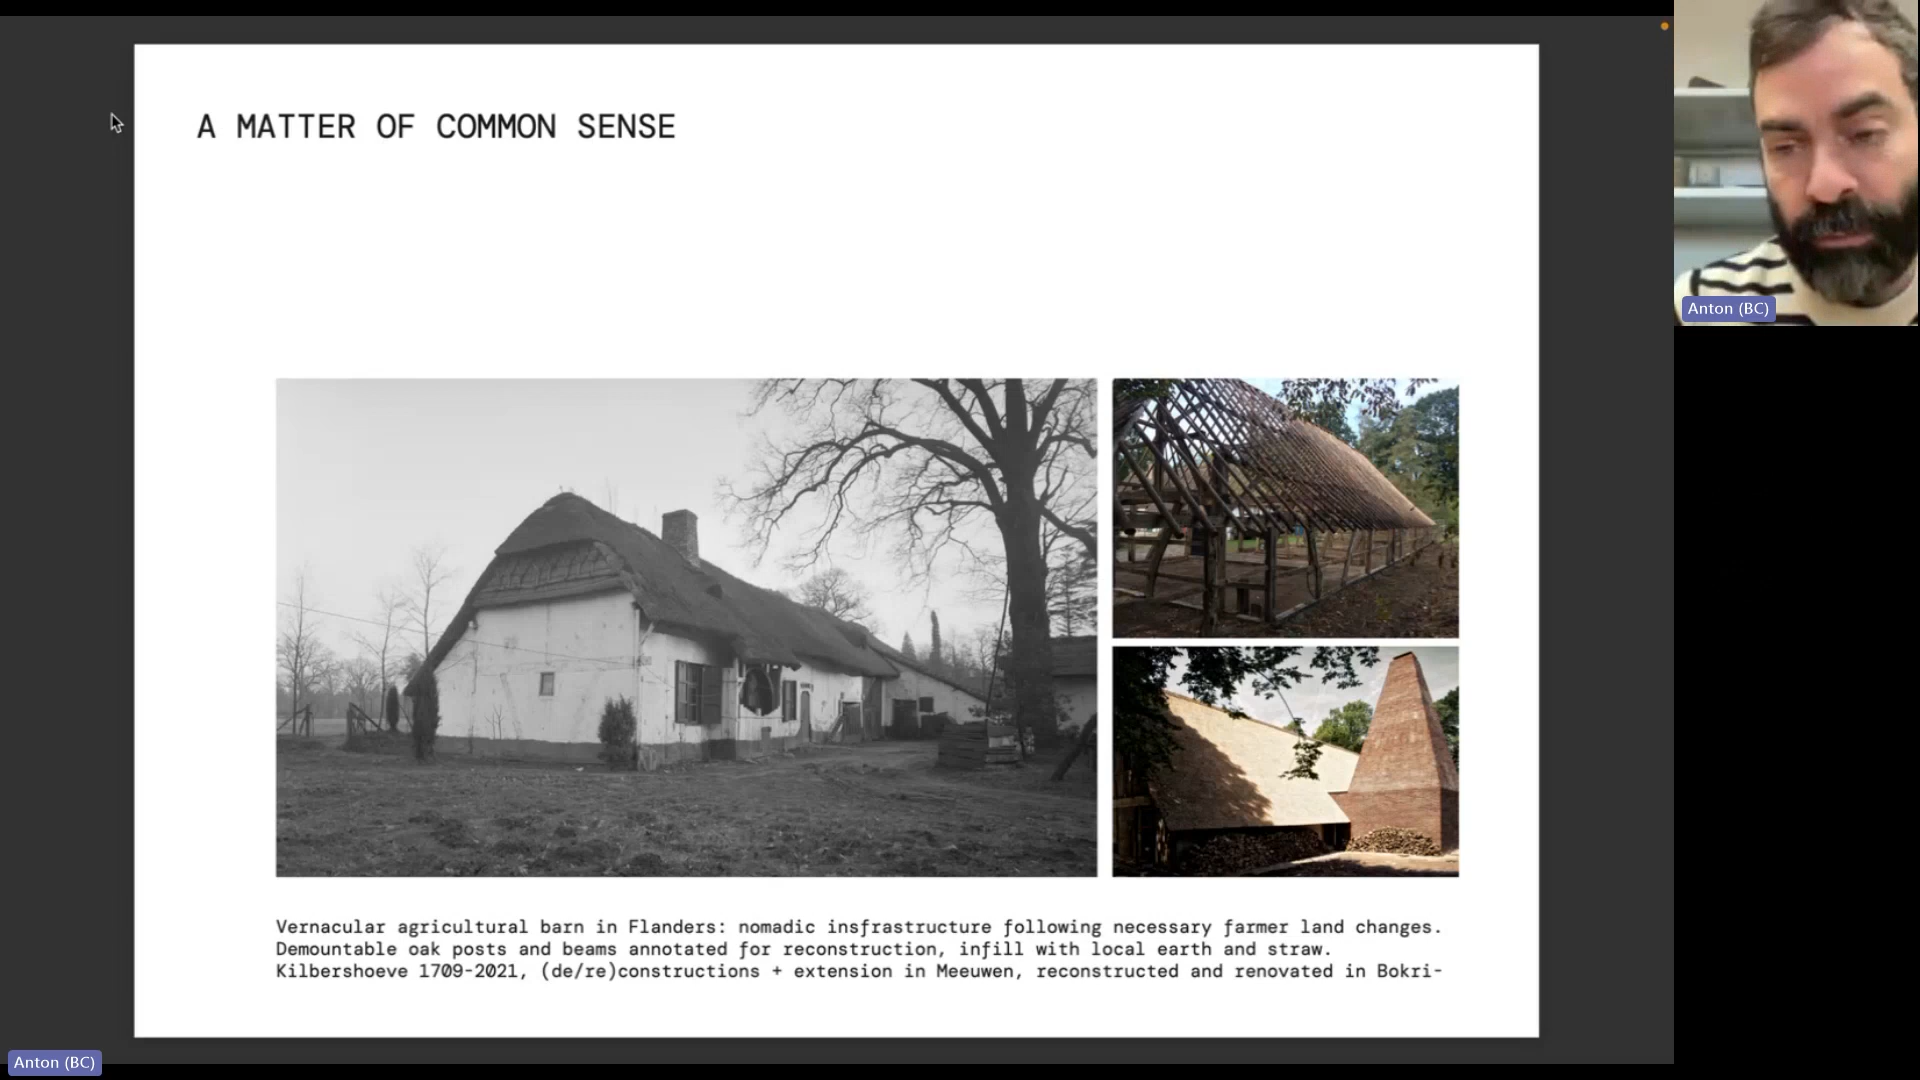 A MATTER OF COMMON SENSE
Vernacular agricultural barn in Flanders: nomadic insfrastructure following necessary farmer land changes.
Demountable oak posts and beams annotated for reconstruction, infill with local earth and straw.
Kilbershoeve 1709-2021, (de/re)constructions + extension in Meeuwen, reconstructed and renovated in Bokri-
Anton (BC)
Anton (BC)